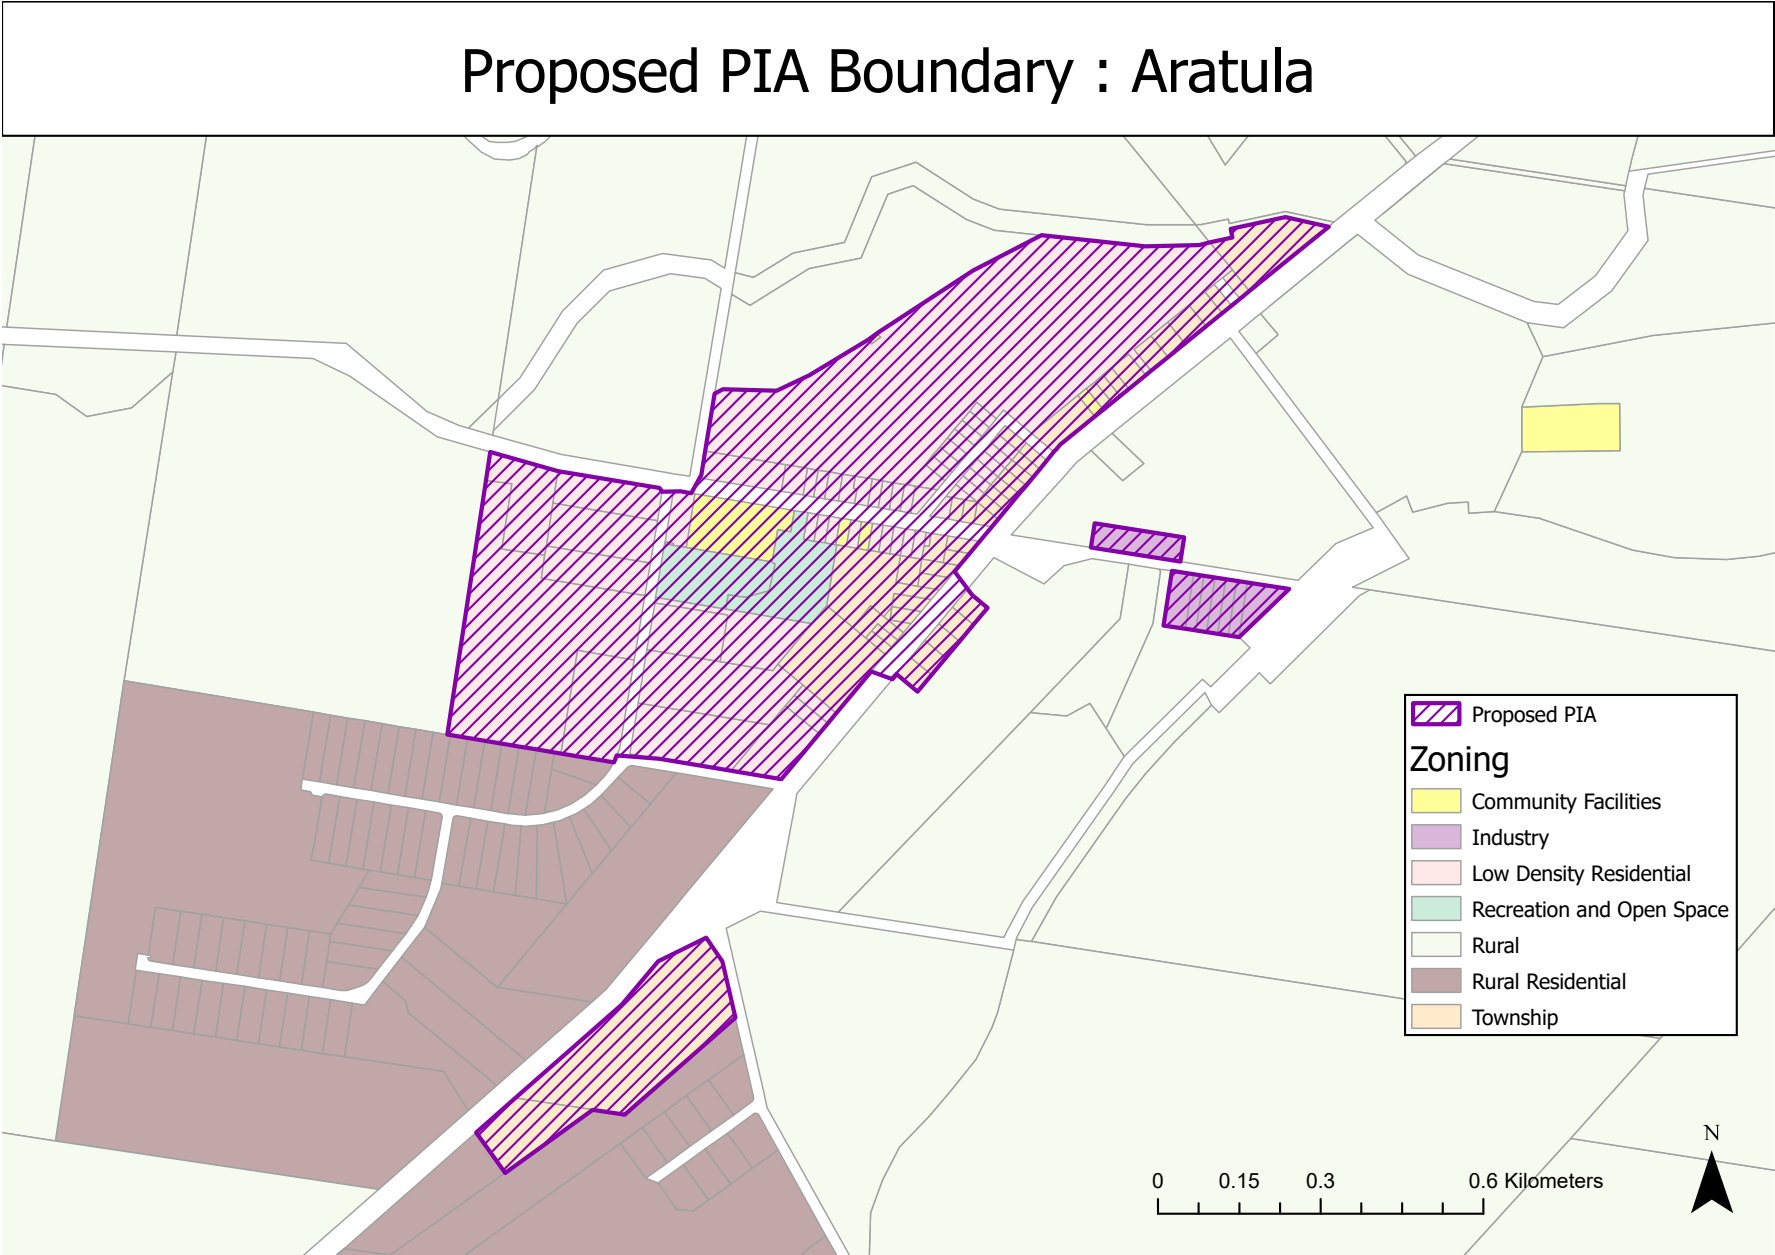 Proposed PIA Boundary : Aratula
Proposed PIA
Zoning
Community Facilities
Industry
Low Density Residential
Recreation and Open Space
Rural
Rural Residential
Township
N
0 0.15 0.3 0.6 Kilometers